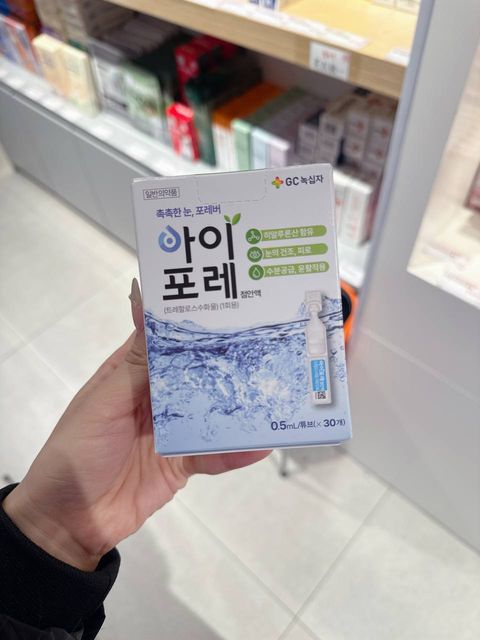 일반의약품
GC 녹십자
촉촉한 눈, 포레버
아이
포레 점안액
(트레할로스수화물) (1회용)
히알루론산 함유
눈의 건조, 피로
수분공급, 윤활작용
0.5mL/튜브(× 30개)